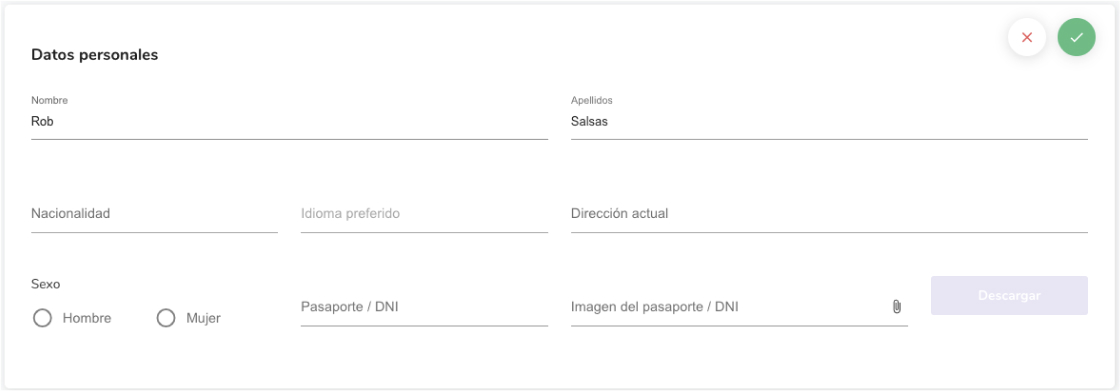 Datos personales
Nombre
Apellidos
Rob
Salsas
Nacionalidad
Idioma preferido
Dirección actual
Sexo
Hombre
Mujer
Pasaporte / DNI
Imagen del pasaporte / DNI
Descargar